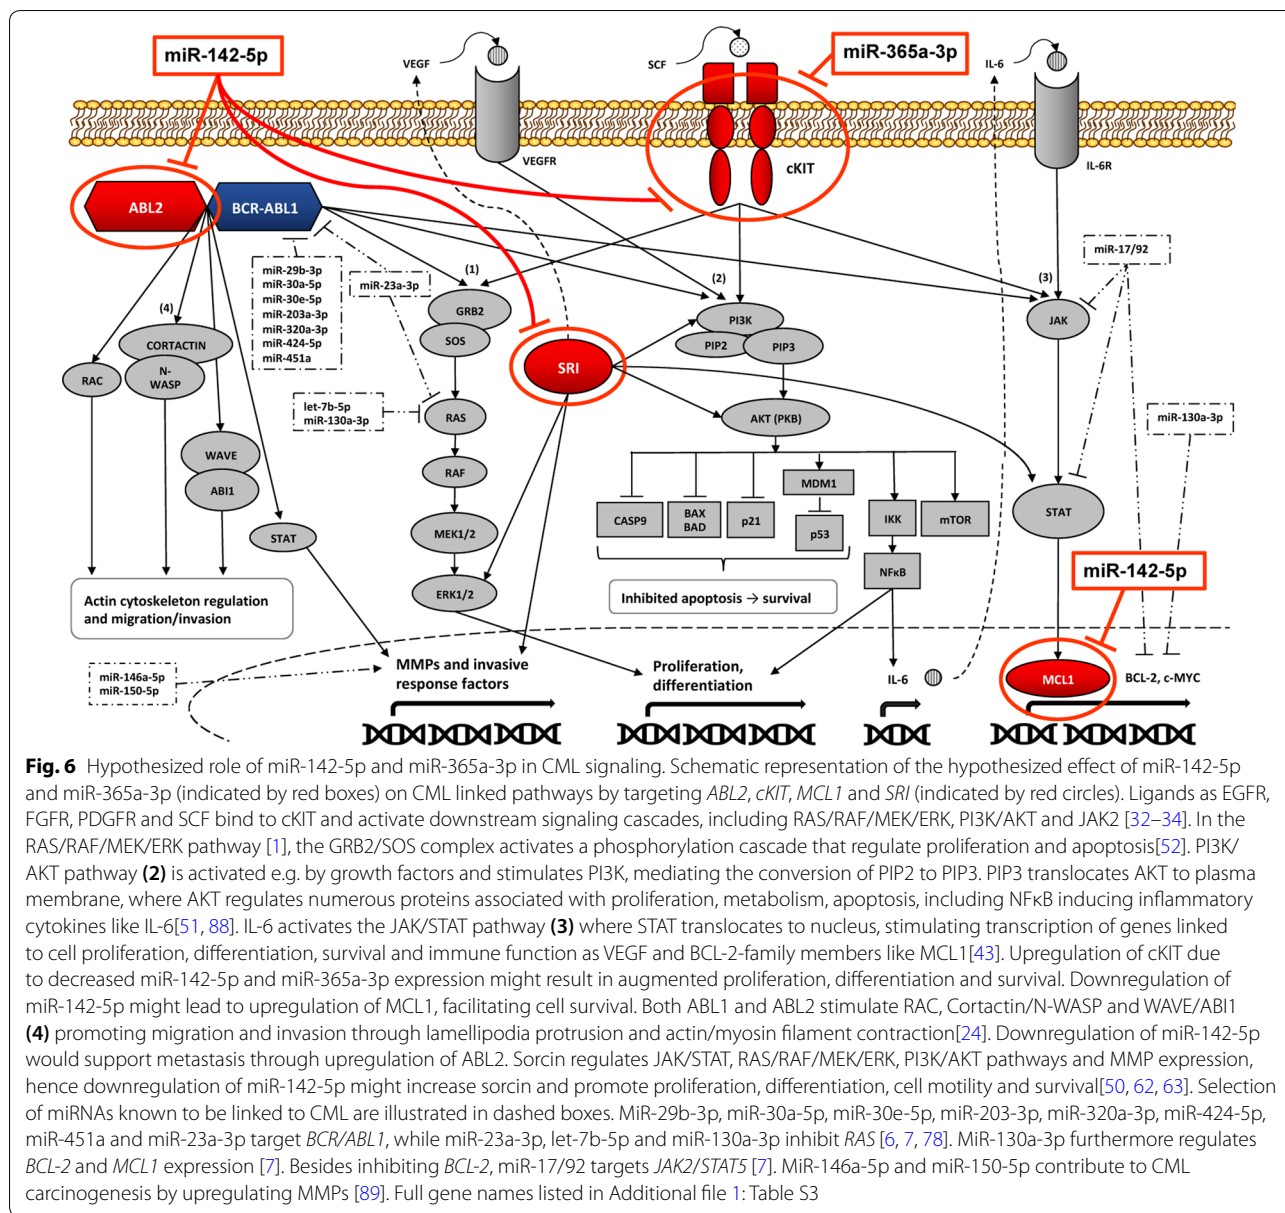 miR-142-5p
miR-365a-3p
VEGF
SCF
IL-6
VEGFR
cKIT
IL-6R
ABL2
BCR-ABL1
miR-17/92
miR-29b-3p
miR-30a-5p
miR-30e-5p
miR-203a-3p
miR-320a-3p
miR-424-5p
miR-451a
miR-23a-3p
(1)
(2)
(3)
(4)
GRB2
SOS
PI3K
PIP2
PIP3
JAK
CORTACTIN
N-
WASP
RAC
SRI
let-7b-5p
miR-130a-3p
RAS
AKT (PKB)
miR-130a-3p
WAVE
ABI1
RAF
MDM1
CASP9
BAX
BAD
p21
p53
IKK
mTOR
STAT
STAT
MEK1/2
NFκB
miR-142-5p
ERK1/2
Actin cytoskeleton regulation
and migration/invasion
Inhibited apoptosis → survival
miR-146a-5p
miR-150-5p
MMPs and invasive
response factors
Proliferation,
differentiation
IL-6
MCL1
BCL-2, c-MYC
Fig. 6 Hypothesized role of miR-142-5p and miR-365a-3p in CML signaling. Schematic representation of the hypothesized effect of miR-142-5p
and miR-365a-3p (indicated by red boxes) on CML linked pathways by targeting ABL2, cKIT, MCL1 and SRI (indicated by red circles). Ligands as EGFR,
FGFR, PDGFR and SCF bind to cKIT and activate downstream signaling cascades, including RAS/RAF/MEK/ERK, PI3K/AKT and JAK2 [32–34]. In the
RAS/RAF/MEK/ERK pathway [1], the GRB2/SOS complex activates a phosphorylation cascade that regulate proliferation and apoptosis[52]. PI3K/
AKT pathway (2) is activated e.g. by growth factors and stimulates PI3K, mediating the conversion of PIP2 to PIP3. PIP3 translocates AKT to plasma
membrane, where AKT regulates numerous proteins associated with proliferation, metabolism, apoptosis, including NFκB inducing inflammatory
cytokines like IL-6[51, 88]. IL-6 activates the JAK/STAT pathway (3) where STAT translocates to nucleus, stimulating transcription of genes linked
to cell proliferation, differentiation, survival and immune function as VEGF and BCL-2-family members like MCL1[43]. Upregulation of cKIT due
to decreased miR-142-5p and miR-365a-3p expression might result in augmented proliferation, differentiation and survival. Downregulation of
miR-142-5p might lead to upregulation of MCL1, facilitating cell survival. Both ABL1 and ABL2 stimulate RAC, Cortactin/N-WASP and WAVE/ABI1
(4) promoting migration and invasion through lamellipodia protrusion and actin/myosin filament contraction[24]. Downregulation of miR-142-5p
would support metastasis through upregulation of ABL2. Sorcin regulates JAK/STAT, RAS/RAF/MEK/ERK, PI3K/AKT pathways and MMP expression,
hence downregulation of miR-142-5p might increase sorcin and promote proliferation, differentiation, cell motility and survival[50, 62, 63]. Selection
of miRNAs known to be linked to CML are illustrated in dashed boxes. MiR-29b-3p, miR-30a-5p, miR-30e-5p, miR-203-3p, miR-320a-3p, miR-424-5p,
miR-451a and miR-23a-3p target BCR/ABL1, while miR-23a-3p, let-7b-5p and miR-130a-3p inhibit RAS [6, 7, 78]. MiR-130a-3p furthermore regulates
BCL-2 and MCL1 expression [7]. Besides inhibiting BCL-2, miR-17/92 targets JAK2/STAT5 [7]. MiR-146a-5p and miR-150-5p contribute to CML
carcinogenesis by upregulating MMPs [89]. Full gene names listed in Additional file 1: Table S3